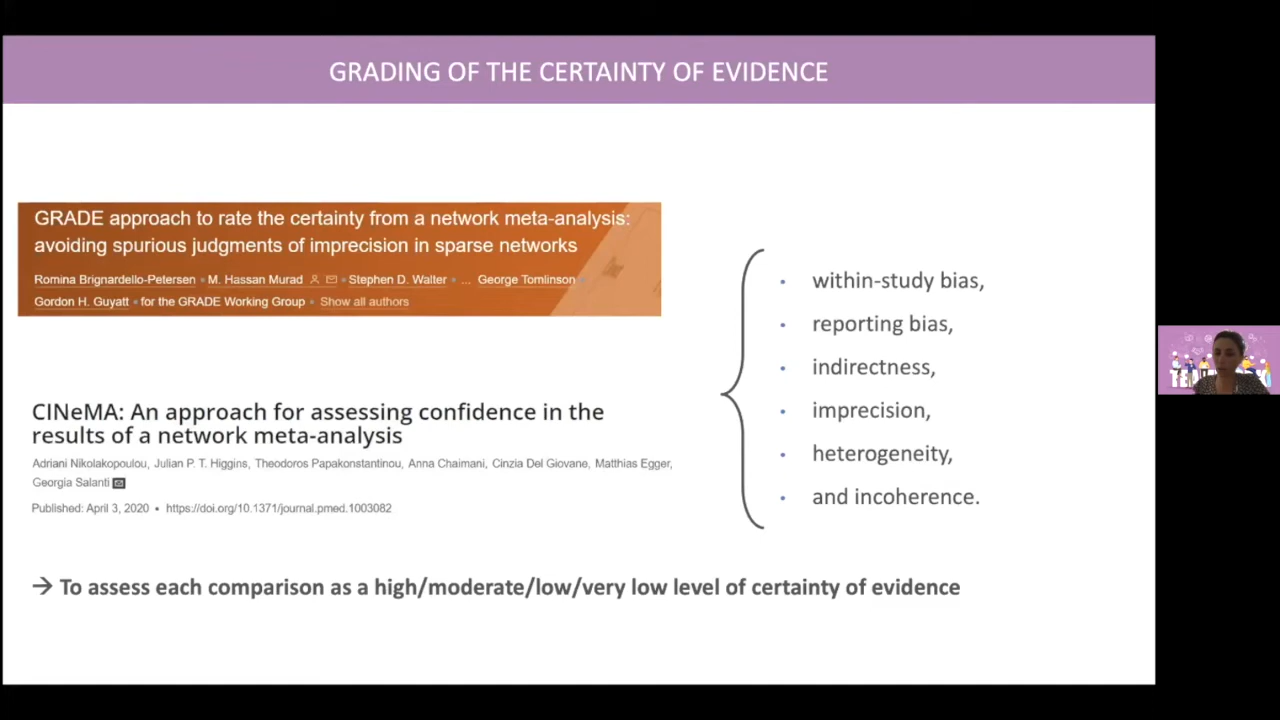 GRADING OF THE CERTAINTY OF EVIDENCE
GRADE approach to rate the certainty from a network meta-analysis:
avoiding spurious judgments of imprecision in sparse networks
Romina Brignardello-Petersen • M. Hassan Murad • Stephen D. Walter • ... George Tomlinson •
Gordon H. Guyatt • for the GRADE Working Group • Show all authors
CINeMA: An approach for assessing confidence in the
results of a network meta-analysis
Adriani Nikolakopoulou, Julian P. T. Higgins, Theodoros Papakonstantinou, Anna Chaimani, Cinzia Del Giovane, Matthias Egger,
Georgia Salanti
Published: April 3, 2020 • https://doi.org/10.1371/journal.pmed.1003082
• within-study bias,
• reporting bias,
• indirectness,
• imprecision,
• heterogeneity,
• and incoherence.
→ To assess each comparison as a high/moderate/low/very low level of certainty of evidence